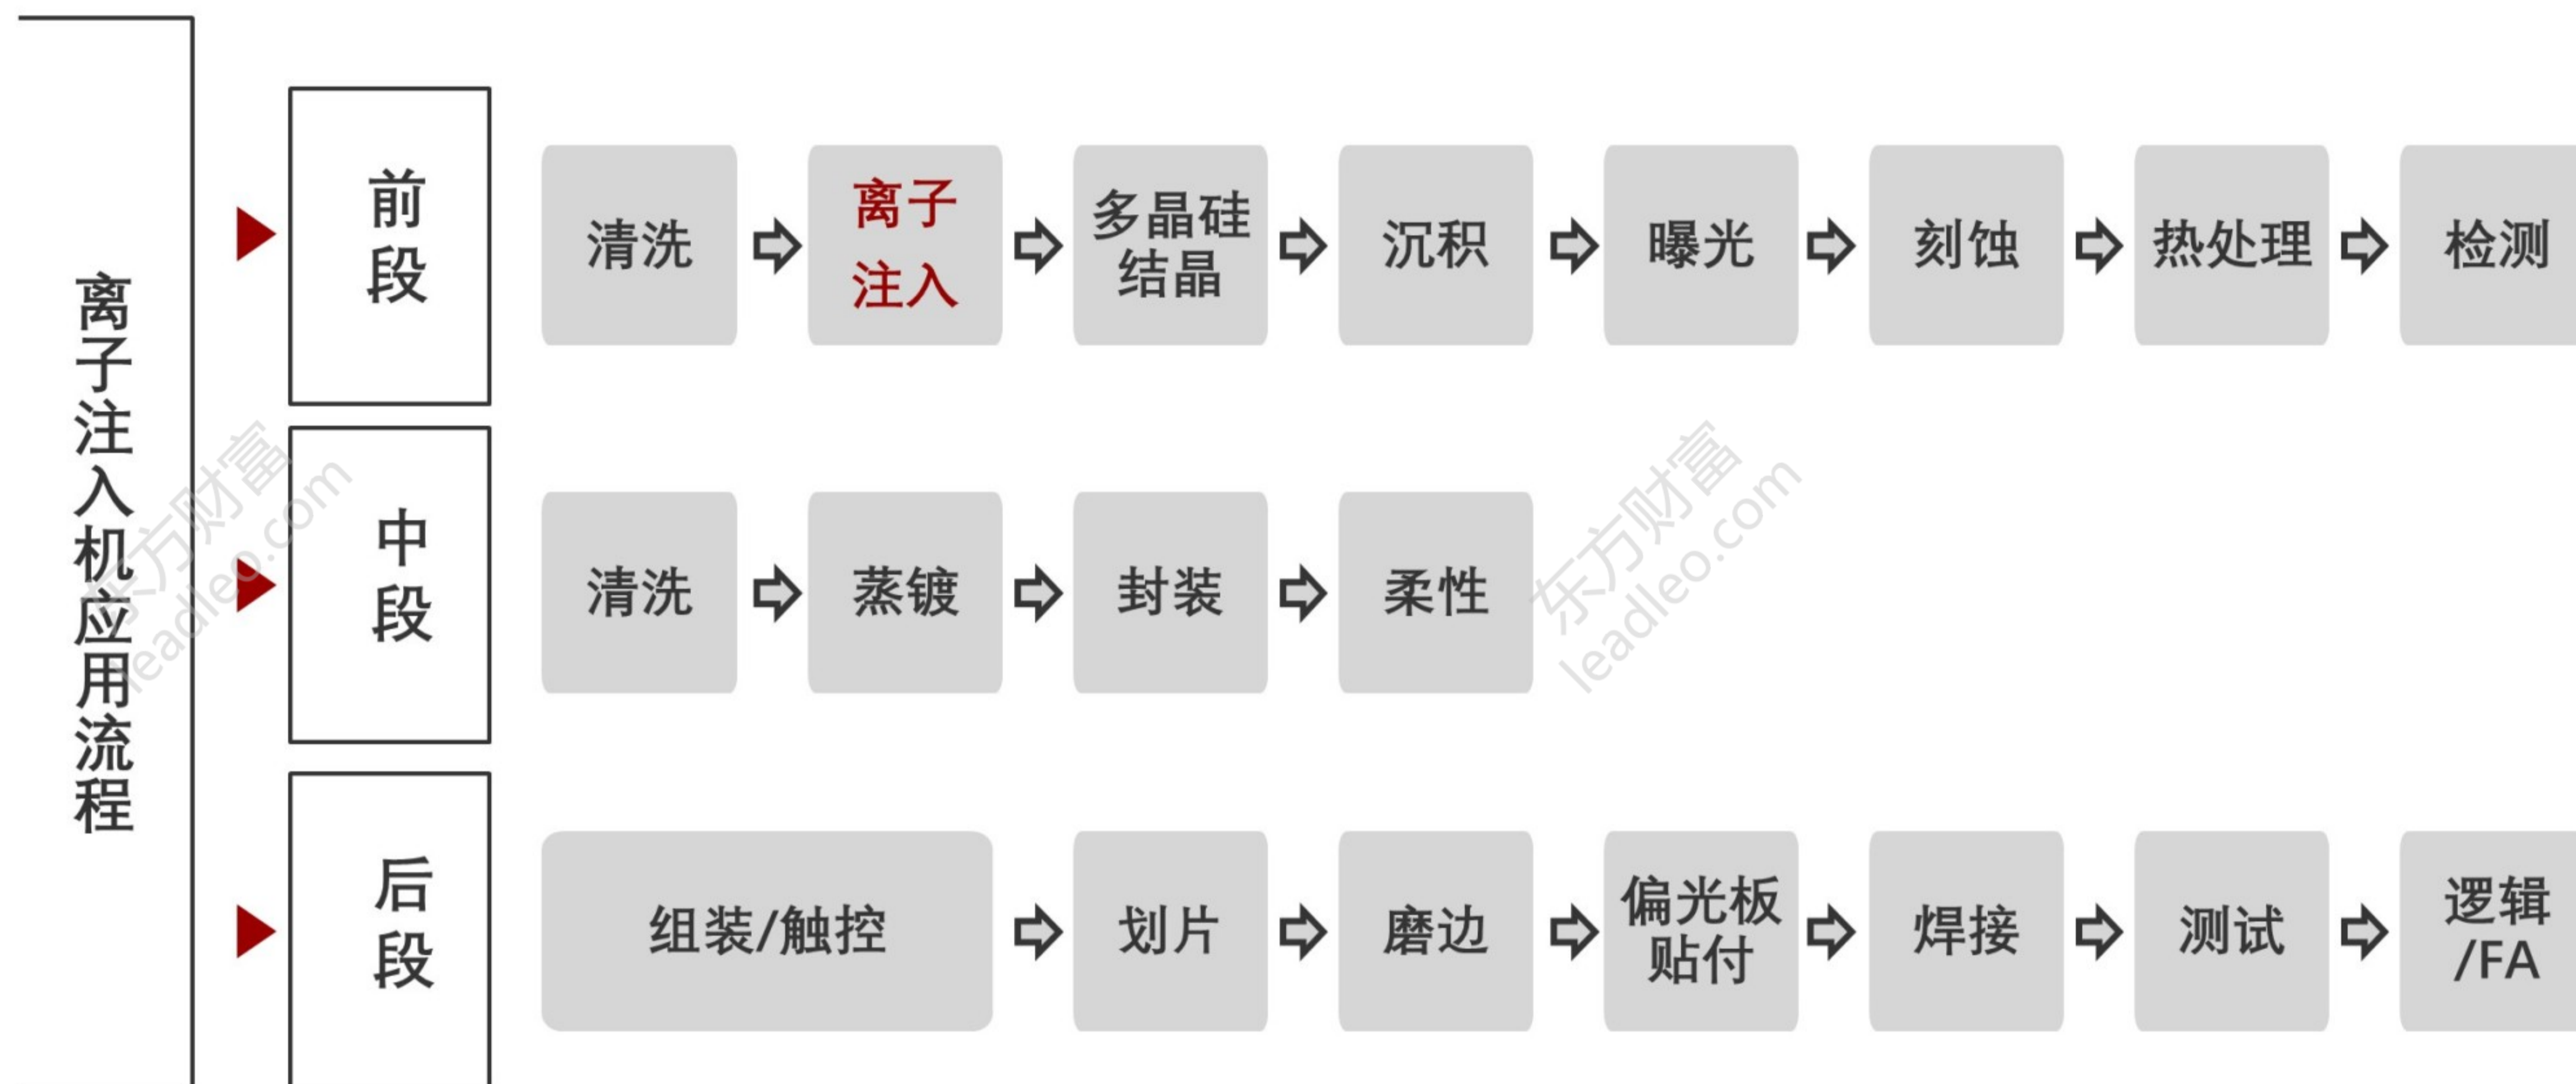 离子注入机应用流程
前段
清洗
离子
注入
多晶硅
结晶
沉积
曝光
刻蚀
热处理
检测
中段
清洗
蒸镀
封装
柔性
后段
组装/触控
划片
磨边
偏光板
贴付
焊接
测试
逻辑
/FA
东方财富
leadleo.com
东方财富
leadleo.com